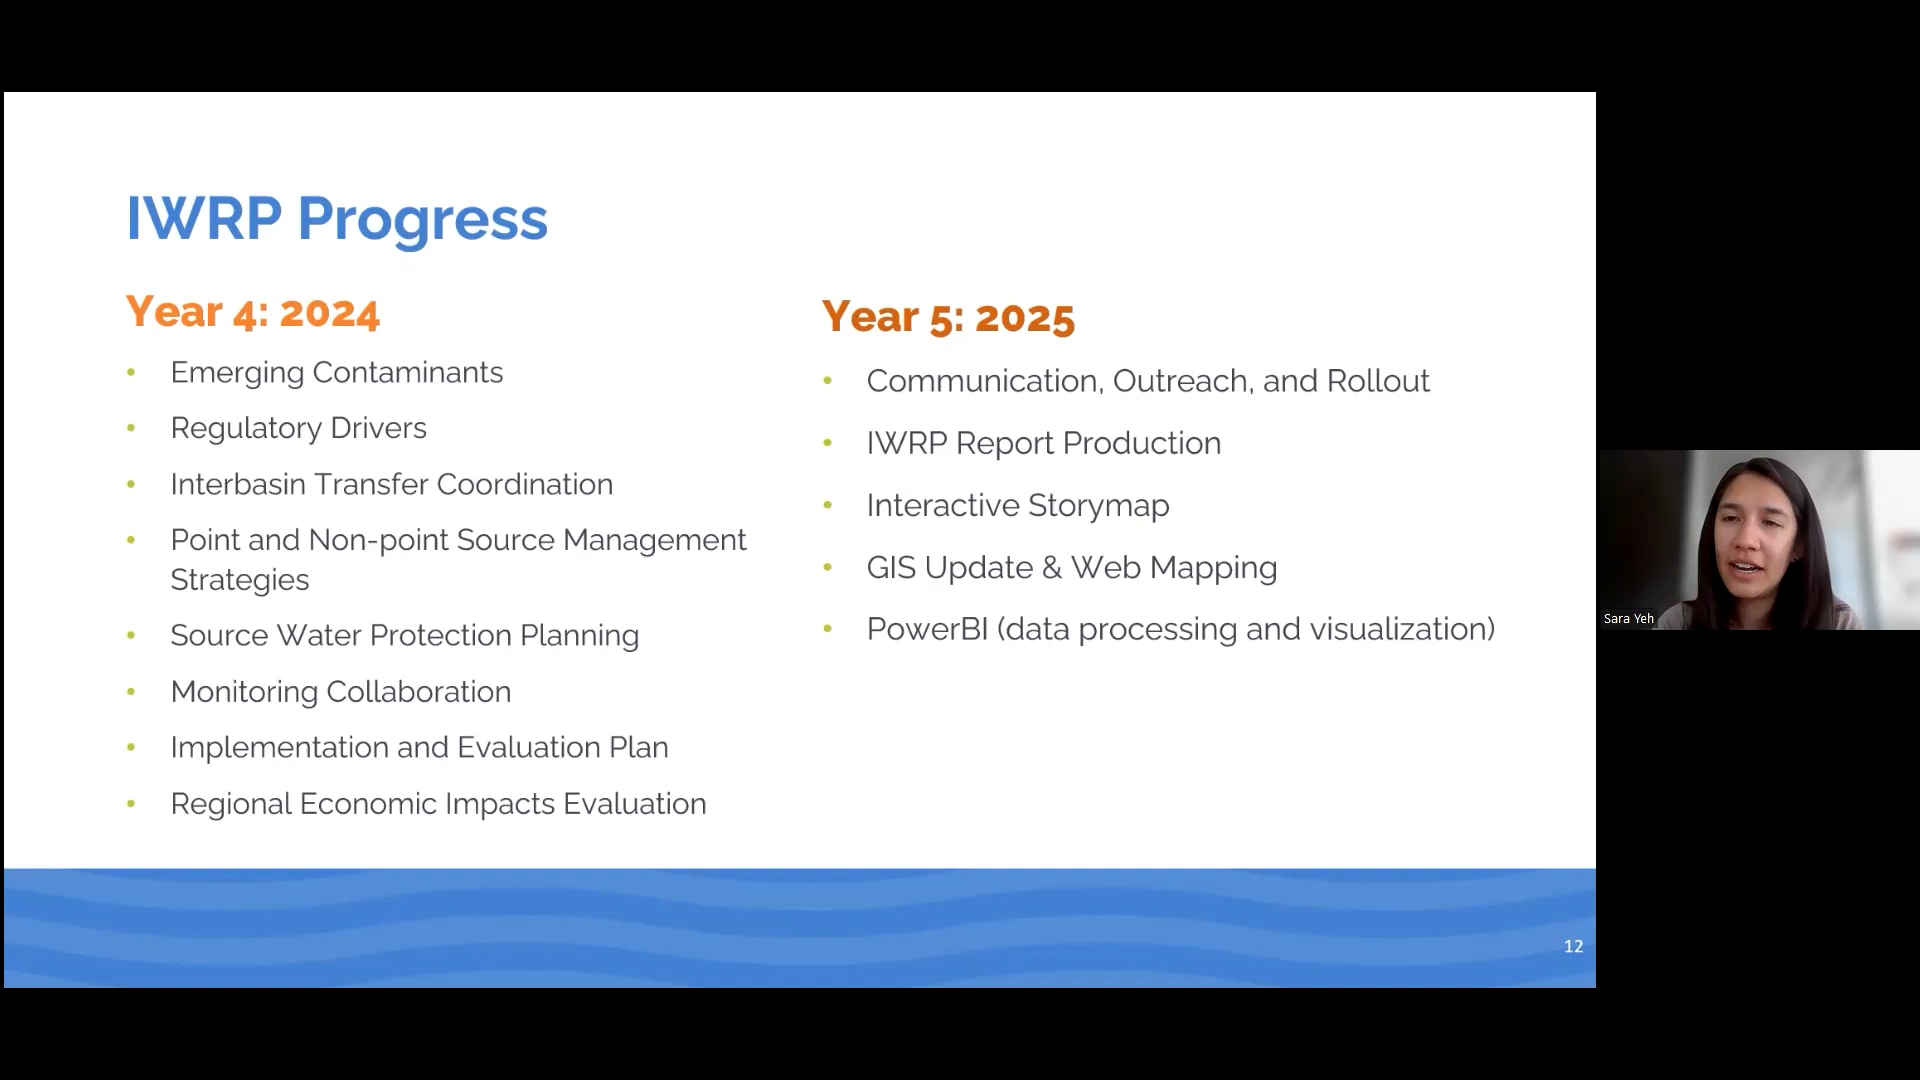 IWRP Progress
Year 4: 2024
• Emerging Contaminants
• Regulatory Drivers
• Interbasin Transfer Coordination
• Point and Non-point Source Management
Strategies
• Source Water Protection Planning
• Monitoring Collaboration
• Implementation and Evaluation Plan
• Regional Economic Impacts Evaluation
Year 5: 2025
• Communication, Outreach, and Rollout
• IWRP Report Production
• Interactive Storymap
• GIS Update & Web Mapping
• PowerBI (data processing and visualization)
12
Sara Yeh